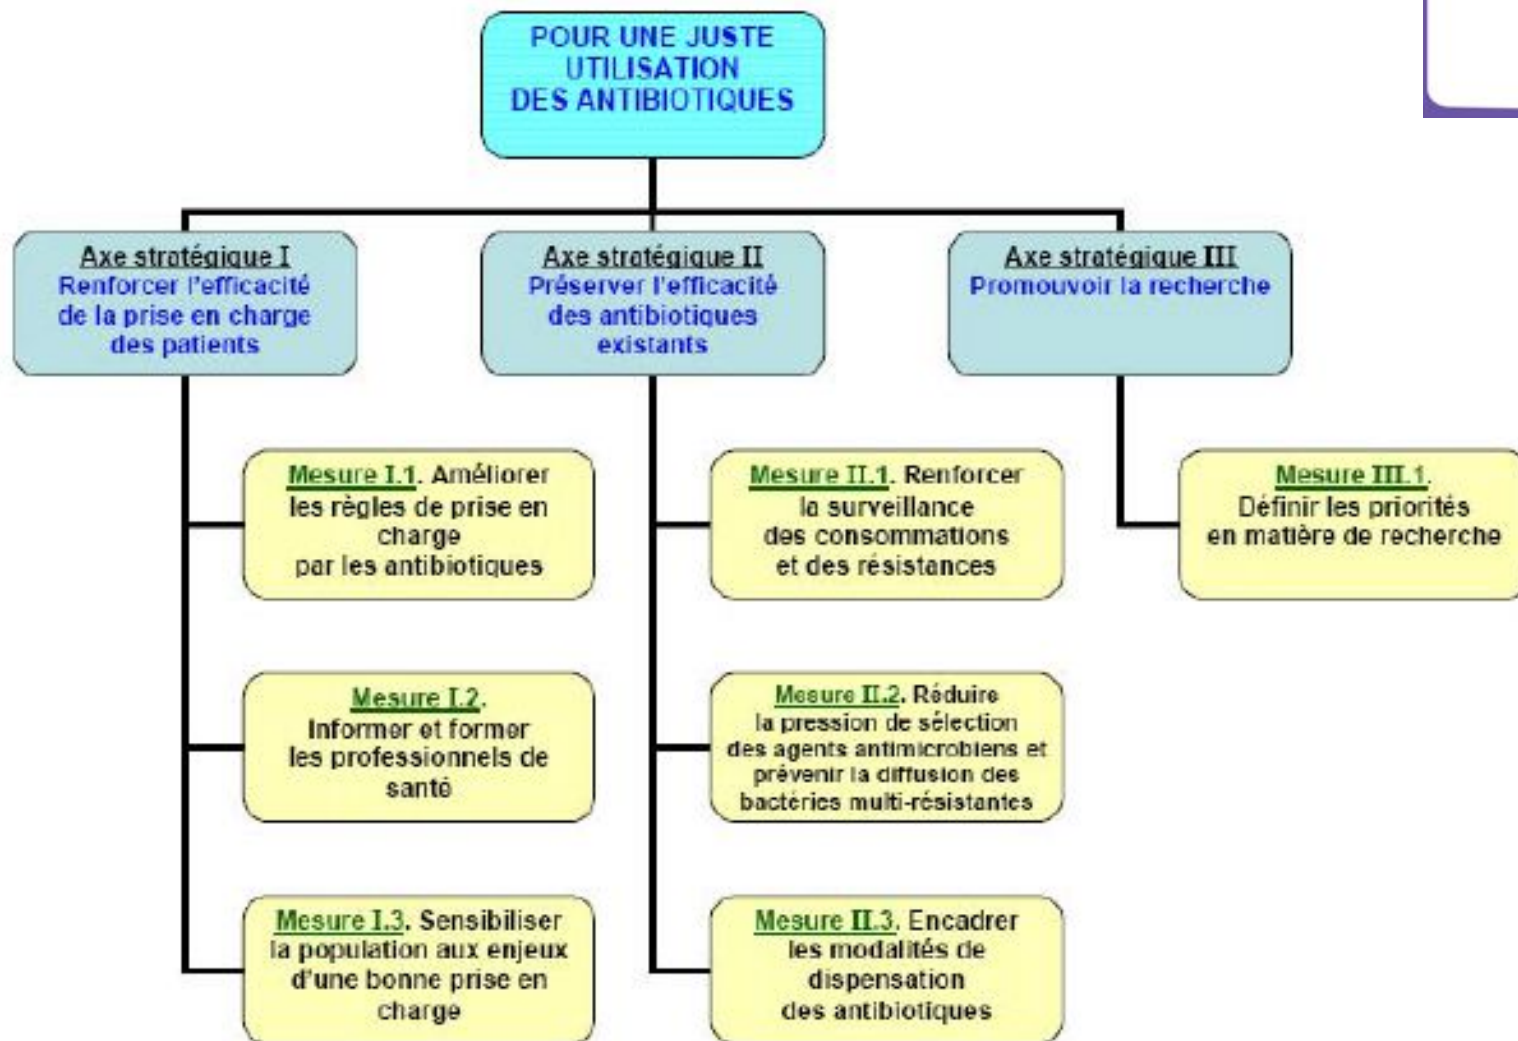 POUR UNE JUSTE
UTILISATION
DES ANTIBIOTIQUES
Axe stratégique I
Renforcer l'efficacité
de la prise en charge
des patients
Axe stratégique II
Préserver l'efficacité
des antibiotiques
existants
Axe stratégique III
Promouvoir la recherche
Mesure I.1. Améliorer
les règles de prise en
charge
par les antibiotiques
Mesure I.2.
Informer et former
les professionnels de
santé
Mesure I.3. Sensibiliser
la population aux enjeux
d'une bonne prise en
charge
Mesure II.1. Renforcer
la surveillance
des consommations
et des résistances
Mesure II.2. Réduire
la pression de sélection
des agents antimicrobiens et
prévenir la diffusion des
bactéries multi-résistantes
Mesure II.3. Encadrer
les modalités de
dispensation
des antibiotiques
Mesure III.1.
Définir les priorités
en matière de recherche